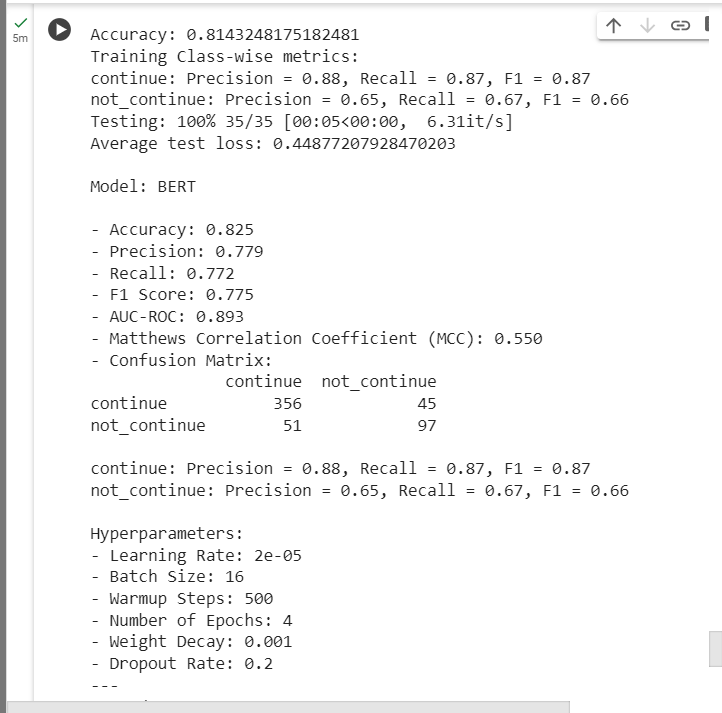 5m
Accuracy: 0.8143248175182481
Training Class-wise metrics:
continue: Precision = 0.88, Recall = 0.87, F1 = 0.87
not_continue: Precision = 0.65, Recall = 0.67, F1 = 0.66
Testing: 100% 35/35 [00:05<00:00,  6.31it/s]
Average test loss: 0.44877207928470203
Model: BERT
- Accuracy: 0.825
- Precision: 0.779
- Recall: 0.772
- F1 Score: 0.775
- AUC-ROC: 0.893
- Matthews Correlation Coefficient (MCC): 0.550
- Confusion Matrix:
continue  not_continue
continue           356            45
not_continue        51            97
continue: Precision = 0.88, Recall = 0.87, F1 = 0.87
not_continue: Precision = 0.65, Recall = 0.67, F1 = 0.66
Hyperparameters:
- Learning Rate: 2e-05
- Batch Size: 16
- Warmup Steps: 500
- Number of Epochs: 4
- Weight Decay: 0.001
- Dropout Rate: 0.2
---